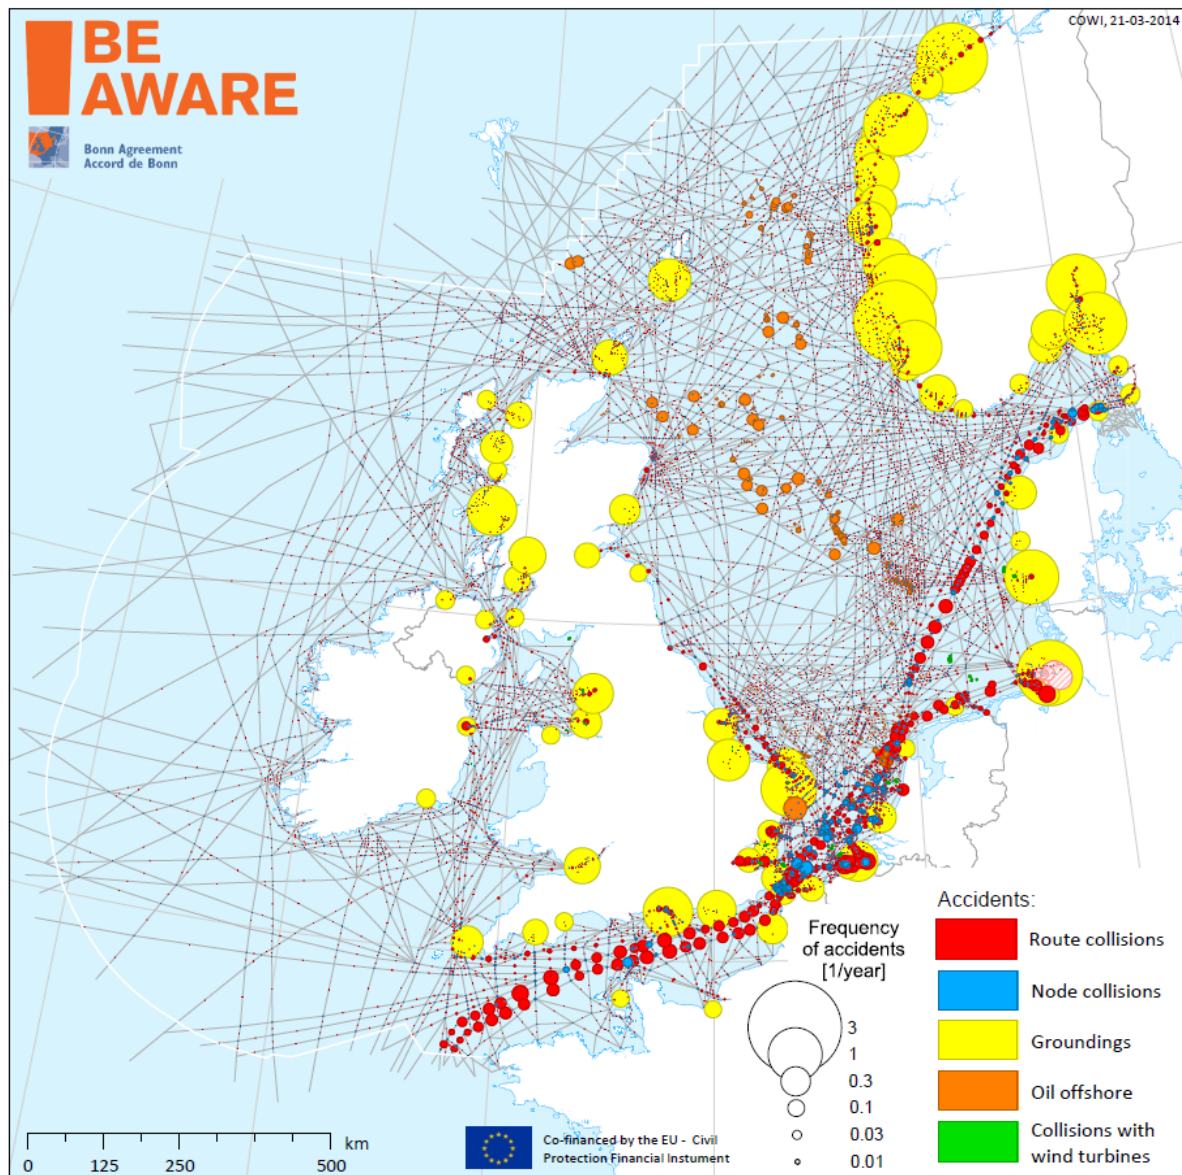 COWI, 21-03-2014
BE
AWARE
Bonn Agreement
Accord de Bonn
Accidents:
Route collisions
Node collisions
Groundings
Oil offshore
Collisions with
wind turbines
Frequency
of accidents
[1/year]
3
1
0.3
0.1
0.03
0.01
km
0 125 250 500
Co-financed by the EU - Civil
Protection Financial Instument